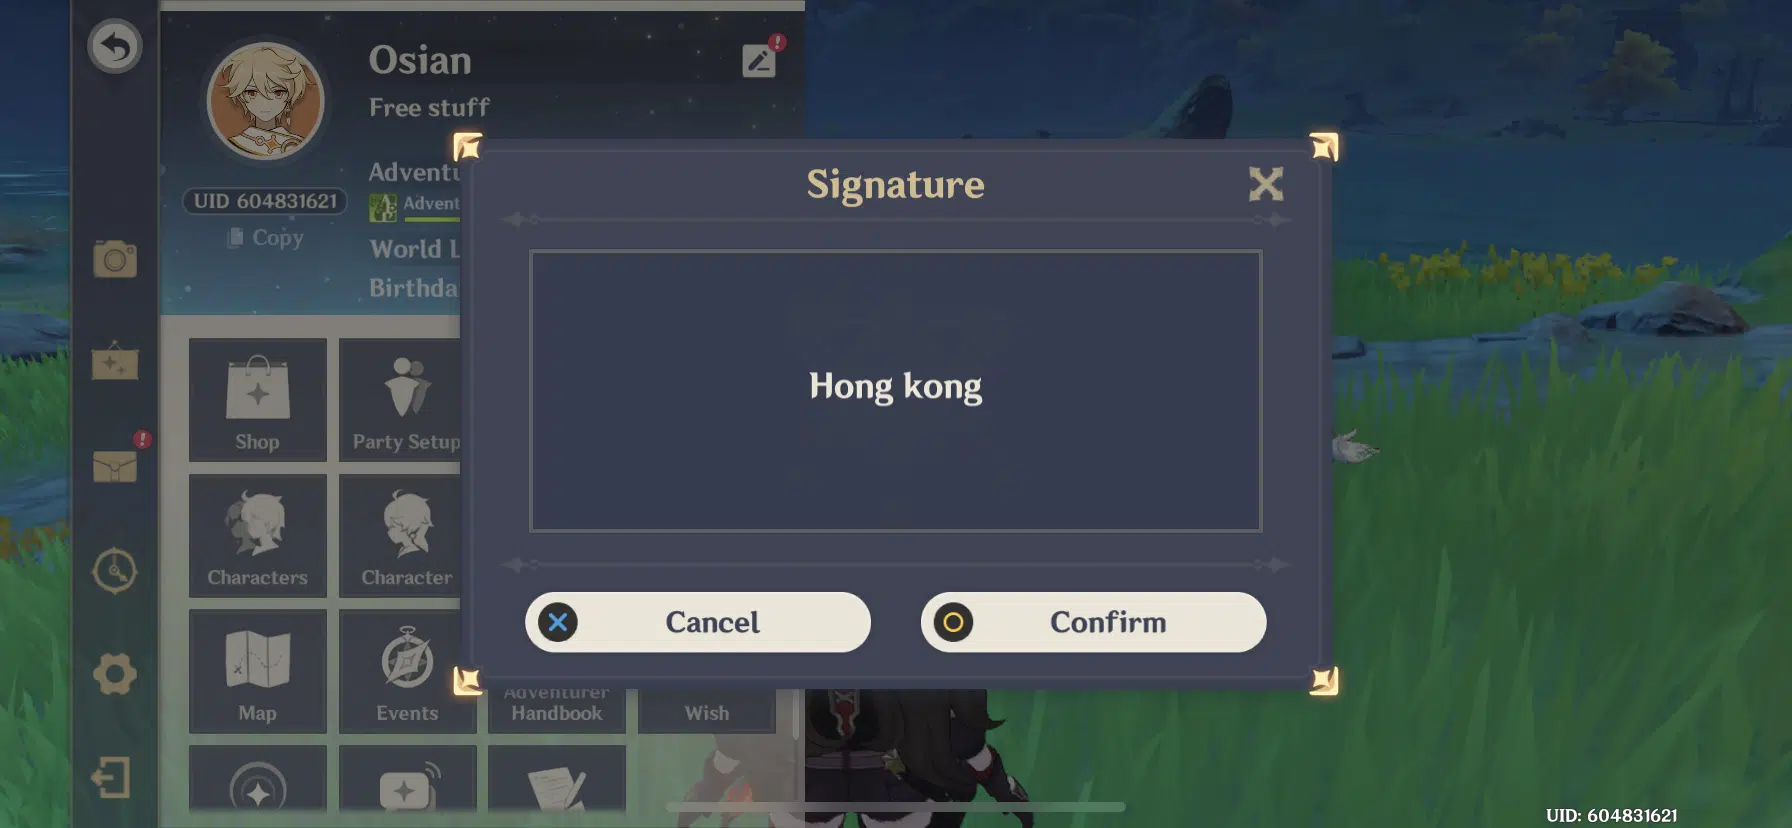 Osian
Free stuff
UID 604831621
Copy
Adventu
Advent
World L
Birthda
Signature
Hong kong
Cancel
Confirm
Shop
Party Setup
Characters
Character
Map
Events
Adventurer
Handbook
Wish
UID: 604831621